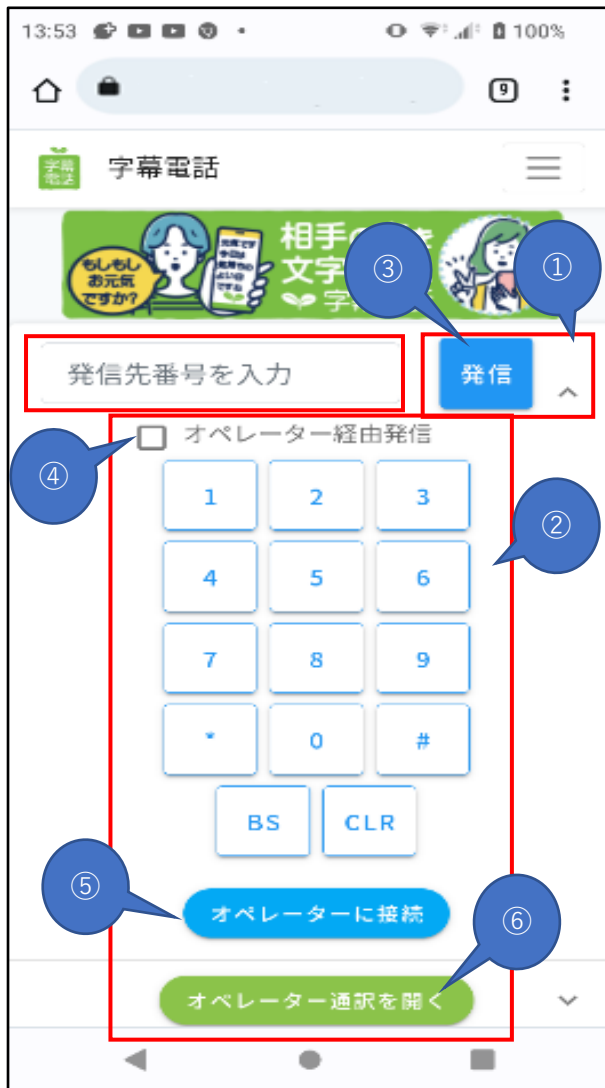 13:53
100%
9
字幕電話
字幕電話
もしもし
お元気
ですか?
相手
文字
字
③
①
発信先番号を入力
発信
④
オペレーター経由発信
1 2 3
②
4 5 6
7 8 9
* 0 #
BS CLR
⑤
オペレーターに接続
⑥
オペレーター通訳を開く